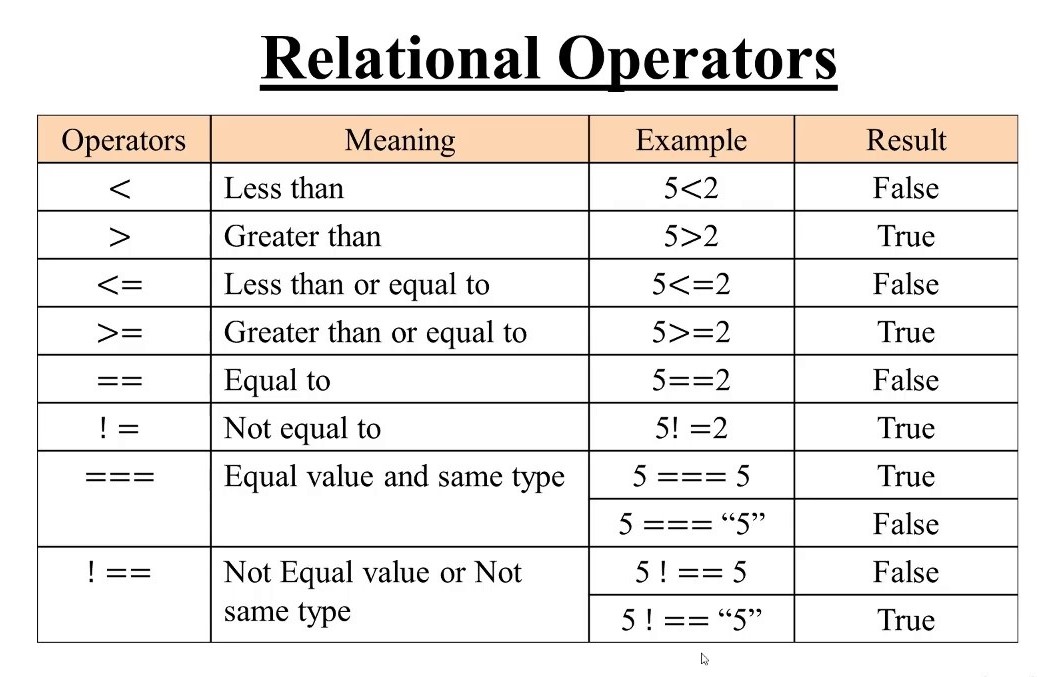 Relational Operators
Operators Meaning Example Result
< Less than 5<2 False
> Greater than 5>2 True
<= Less than or equal to 5<=2 False
>= Greater than or equal to 5>=2 True
== Equal to 5==2 False
! = Not equal to 5! =2 True
=== Equal value and same type 5 === 5 True
5 === “5” False
! == Not Equal value or Not 5 ! == 5 False
same type 5 ! == “5” True